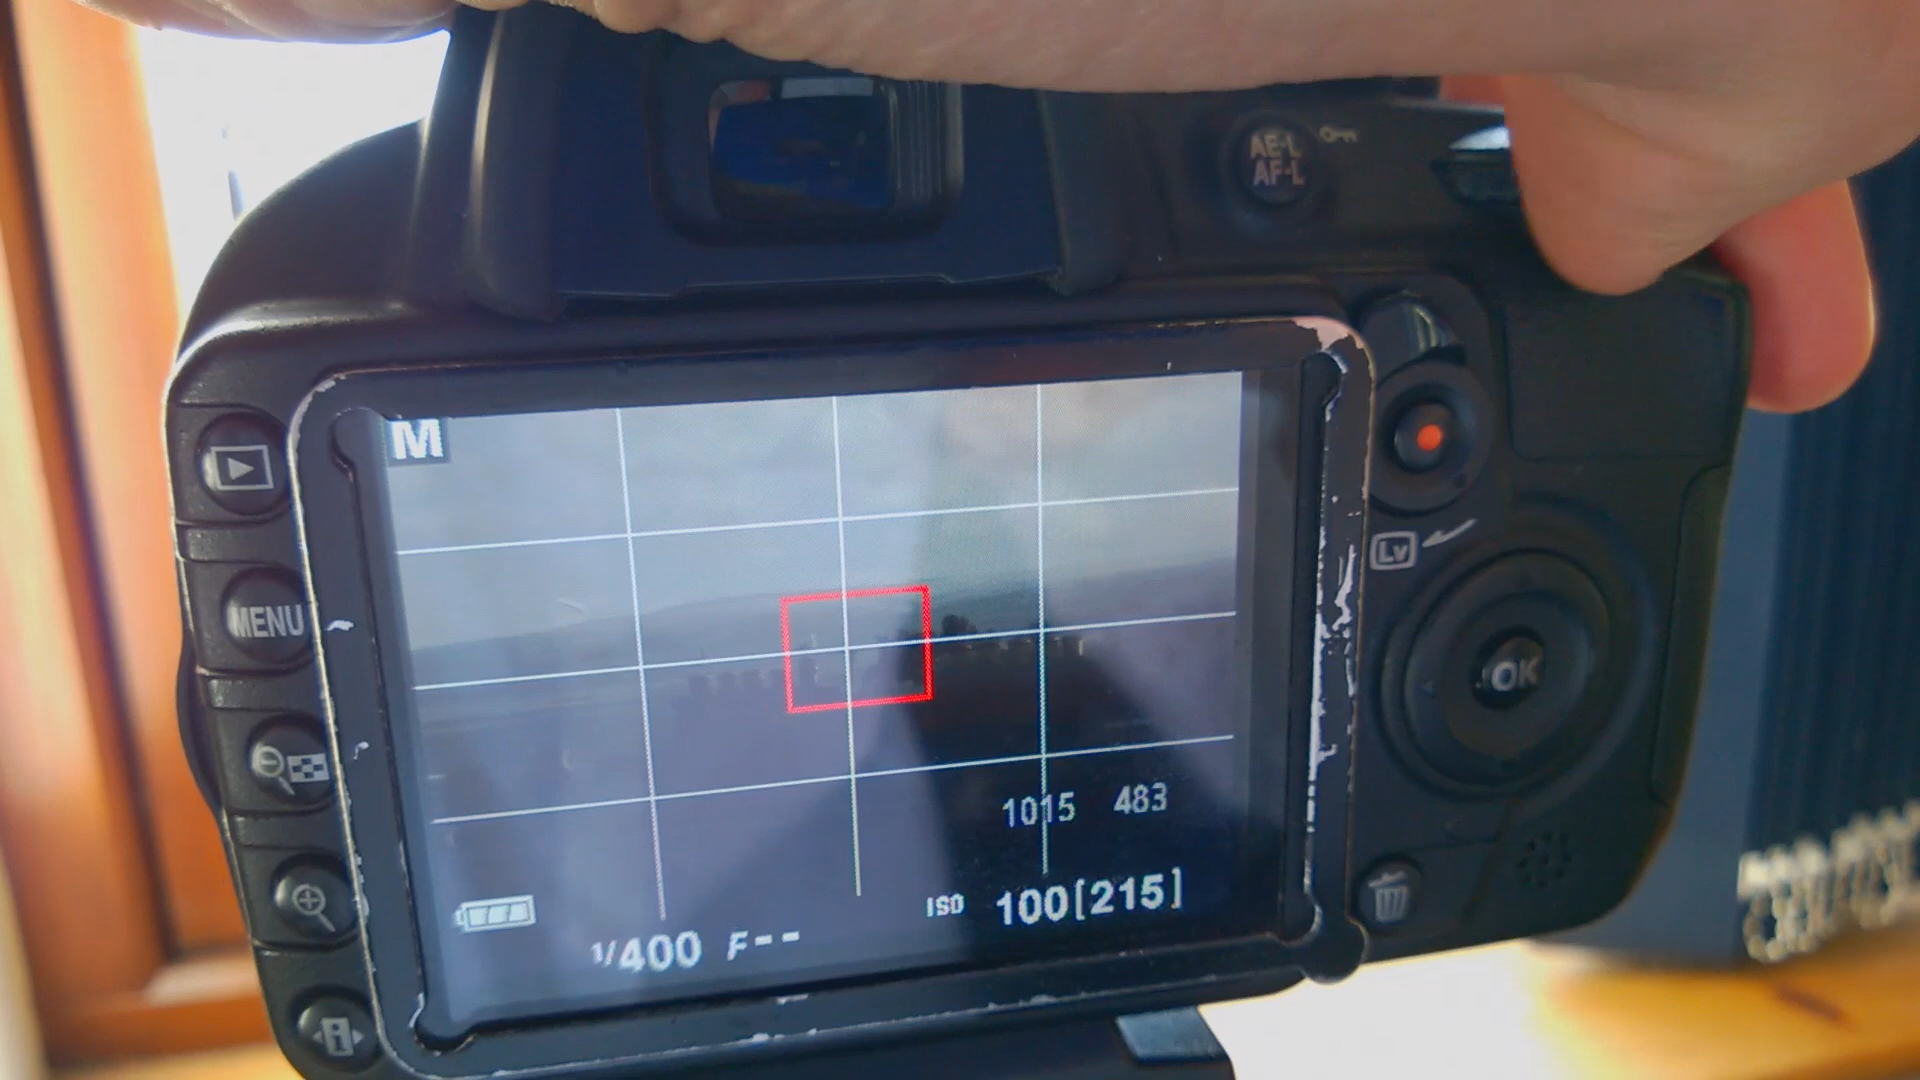 AE-L
AF-L
M
MENU
Lv
OK
1015 483
ISO 100[215]
1/400 F--
i